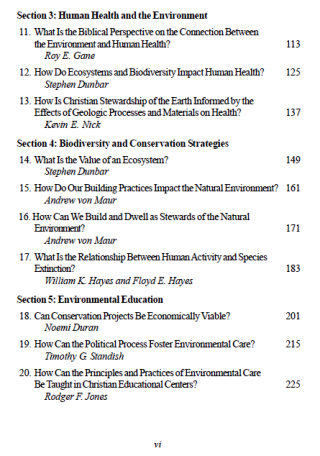 Section 3: Human Health and the Environment
11. What Is the Biblical Perspective on the Connection Between
the Environment and Human Health? 113
Roy E. Gane
12. How Do Ecosystems and Biodiversity Impact Human Health? 125
Stephen Dunbar
13. How Is Christian Stewardship of the Earth Informed by the
Effects of Geologic Processes and Materials on Health? 137
Kevin E. Nick
Section 4: Biodiversity and Conservation Strategies
14. What Is the Value of an Ecosystem? 149
Stephen Dunbar
15. How Do Our Building Practices Impact the Natural Environment? 161
Andrew von Maur
16. How Can We Build and Dwell as Stewards of the Natural
Environment? 171
Andrew von Maur
17. What Is the Relationship Between Human Activity and Species
Extinction? 183
William K. Hayes and Floyd E. Hayes
Section 5: Environmental Education
18. Can Conservation Projects Be Economically Viable? 201
Noemi Duran
19. How Can the Political Process Foster Environmental Care? 215
Timothy G. Standish
20. How Can the Principles and Practices of Environmental Care
Be Taught in Christian Educational Centers? 225
Rodger F. Jones
vi